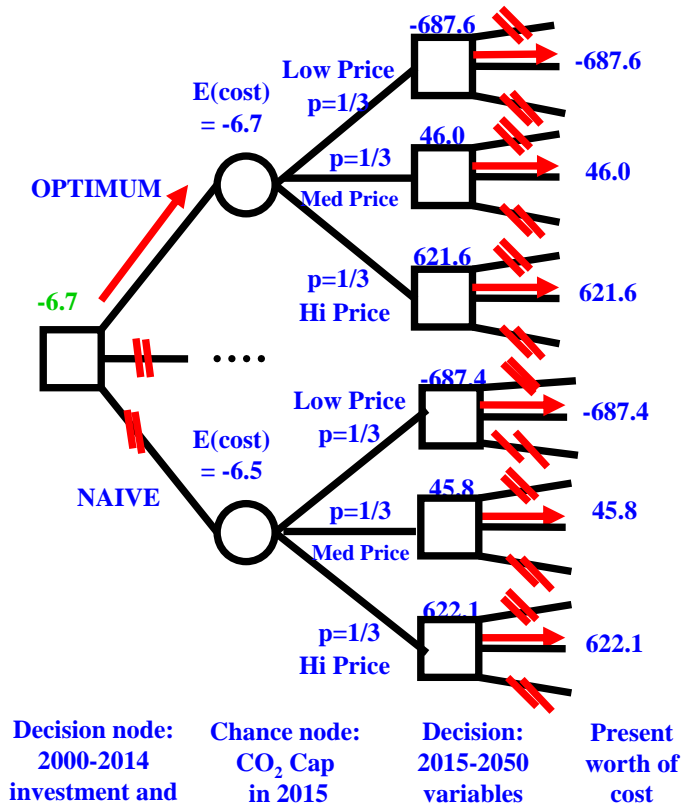 -687.6
Low Price
p=1/3
-687.6
E(cost)
= -6.7
46.0
p=1/3
Med Price
46.0
OPTIMUM
621.6
p=1/3
Hi Price
621.6
-6.7
....
-687.4
Low Price
p=1/3
-687.4
E(cost)
= -6.5
NAIVE
45.8
p=1/3
Med Price
45.8
622.1
p=1/3
Hi Price
622.1
Decision node:
2000-2014
investment and
Chance node:
CO2 Cap
in 2015
Decision:
2015-2050
variables
Present
worth of
cost